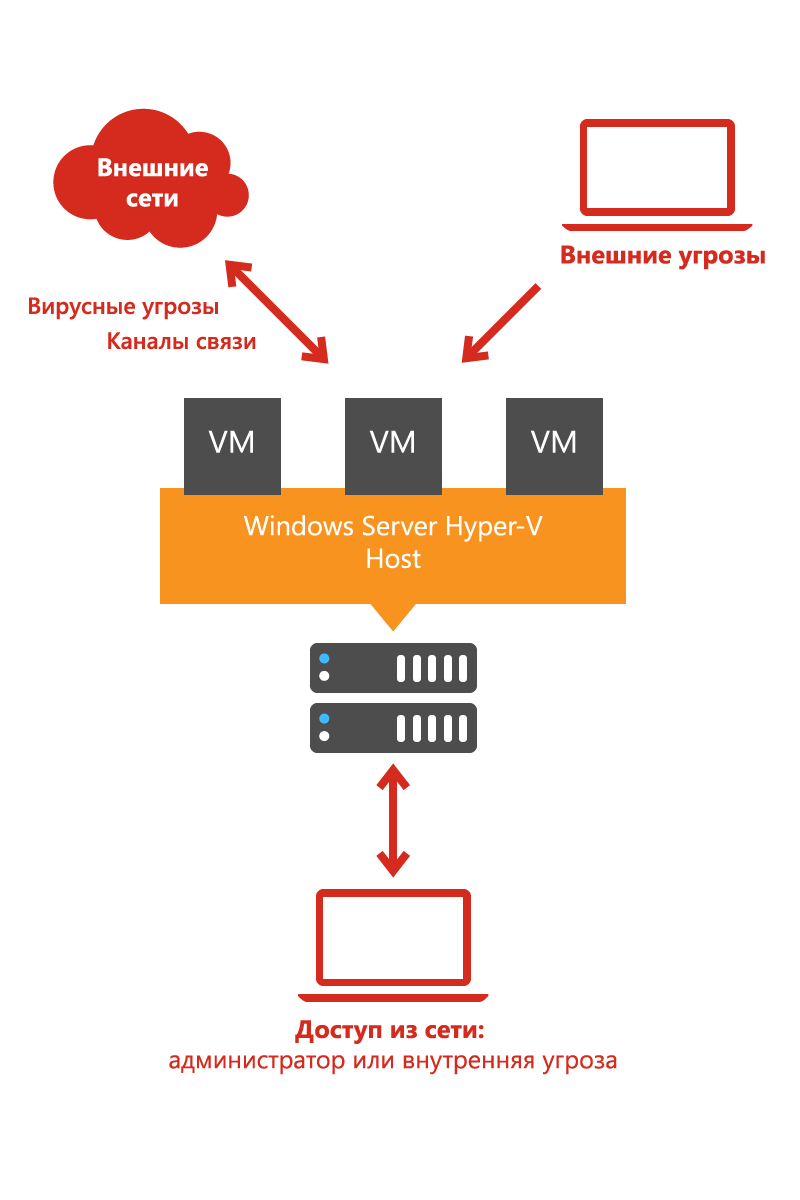 Внешние
сети
Внешние угрозы
Вирусные угрозы
Каналы связи
VM
VM
VM
Windows Server Hyper-V
Host
Доступ из сети:
администратор или внутренняя угроза